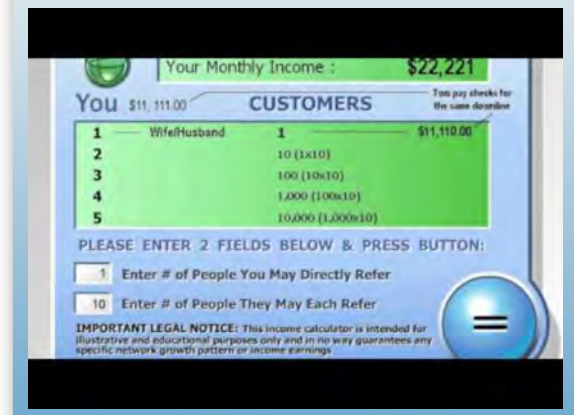 Your Monthly Income : $22,221
You $11, 111.00 CUSTOMERS Two pay checks for
the same downline
1 Wife/Husband 1 $11,110.00
2 10 (1x10)
3 100 (10x10)
4 1,000 (100x10)
5 10,000 (1,000x10)
PLEASE ENTER 2 FIELDS BELOW & PRESS BUTTON:
1 Enter # of People You May Directly Refer
10 Enter # of People They May Each Refer
=
IMPORTANT LEGAL NOTICE: This income calculator is intended for
illustrative and educational purposes only and in no way guarantees any
specific network growth pattern or income earnings